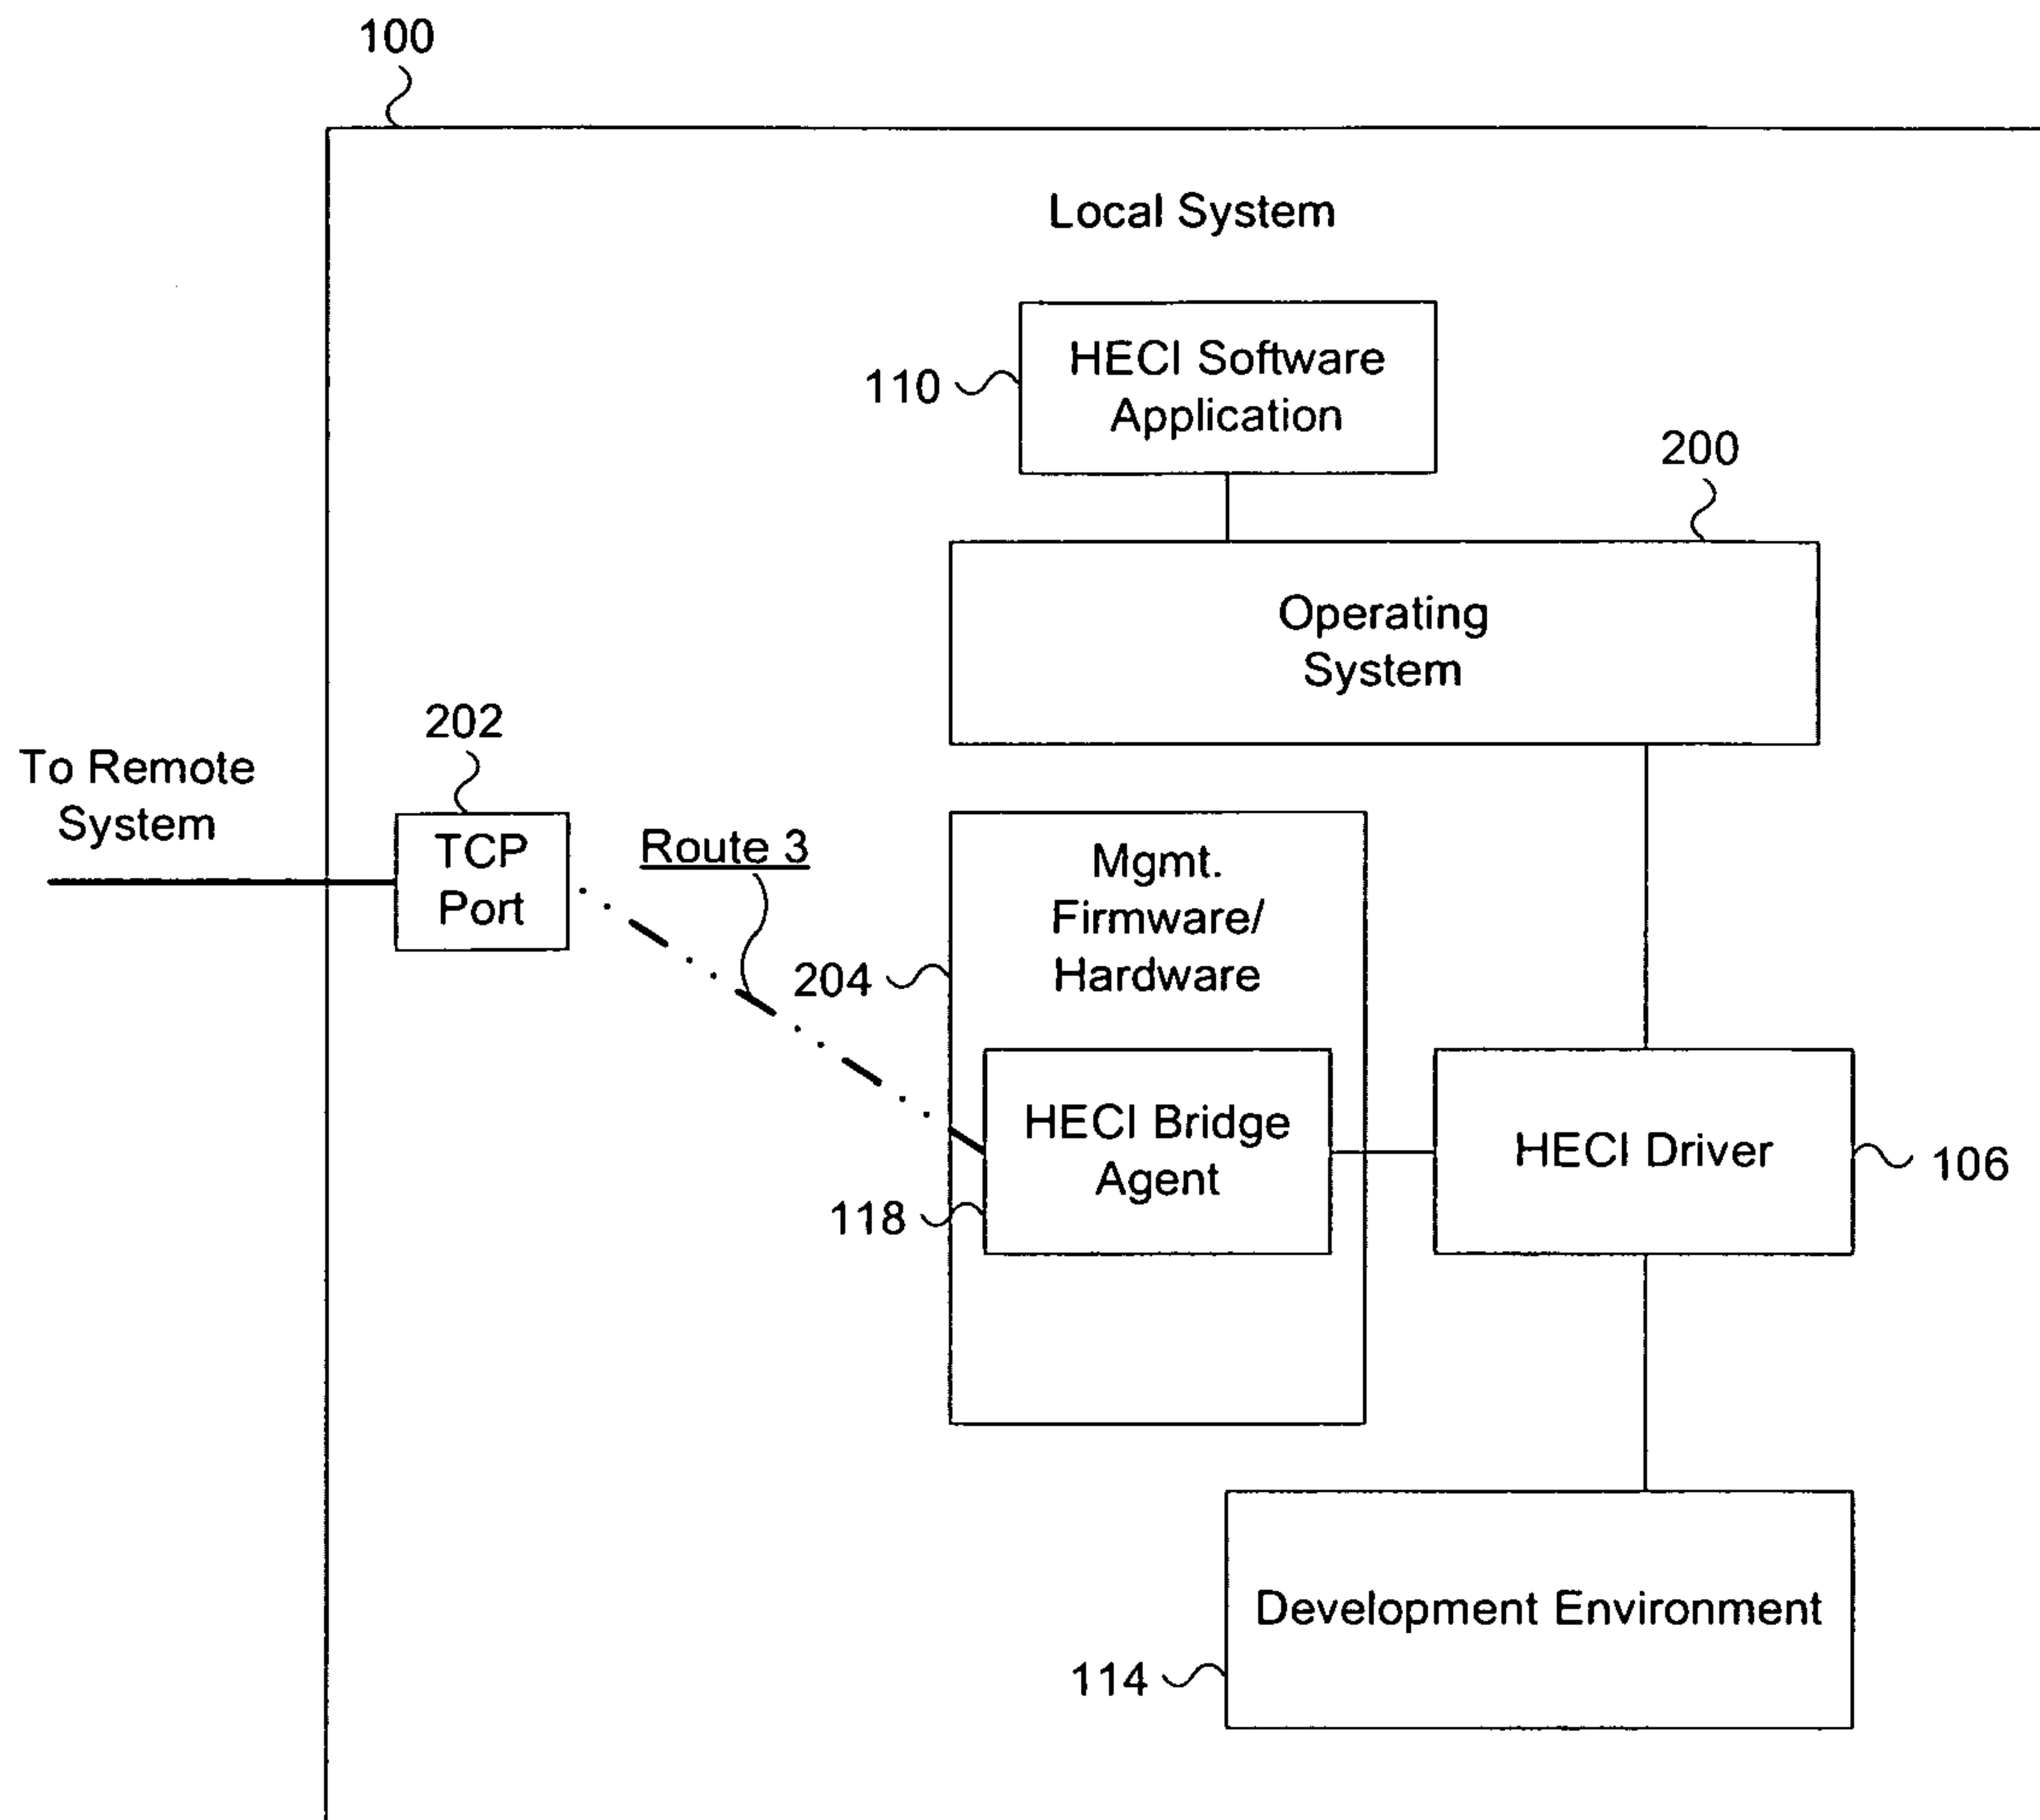 100
Local System
HECI Software
Application
110
200
Operating
System
202
To Remote
System
TCP
Port
Route 3
Mgmt.
Firmware/
Hardware
204
HECI Bridge
Agent
118
HECI Driver
106
Development Environment
114